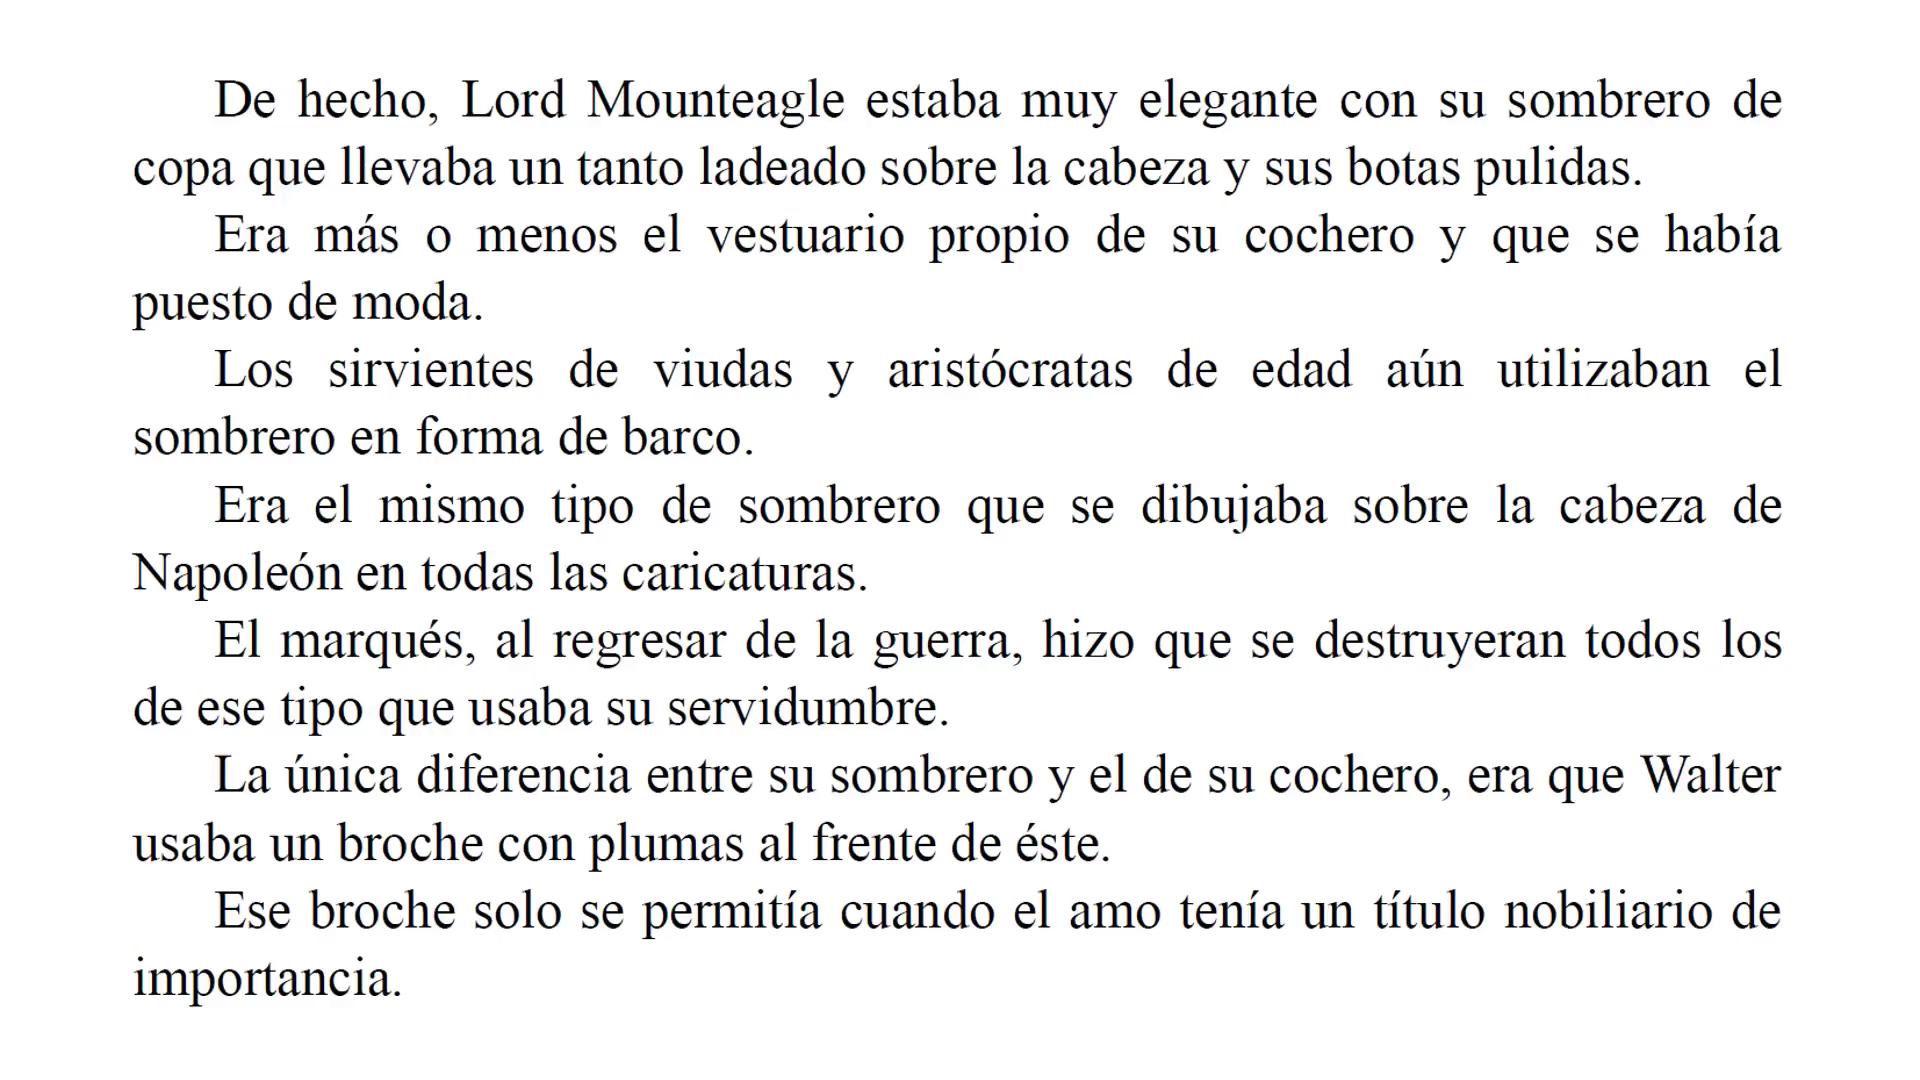 De hecho, Lord Mounteagle estaba muy elegante con su sombrero de
copa que llevaba un tanto ladeado sobre la cabeza y sus botas pulidas.
Era más o menos el vestuario propio de su cochero y que se había
puesto de moda.
Los sirvientes de viudas y aristócratas de edad aún utilizaban el
sombrero en forma de barco.
Era el mismo tipo de sombrero que se dibujaba sobre la cabeza de
Napoleón en todas las caricaturas.
El marqués, al regresar de la guerra, hizo que se destruyeran todos los
de ese tipo que usaba su servidumbre.
La única diferencia entre su sombrero y el de su cochero, era que Walter
usaba un broche con plumas al frente de éste.
Ese broche solo se permitía cuando el amo tenía un título nobiliario de
importancia.